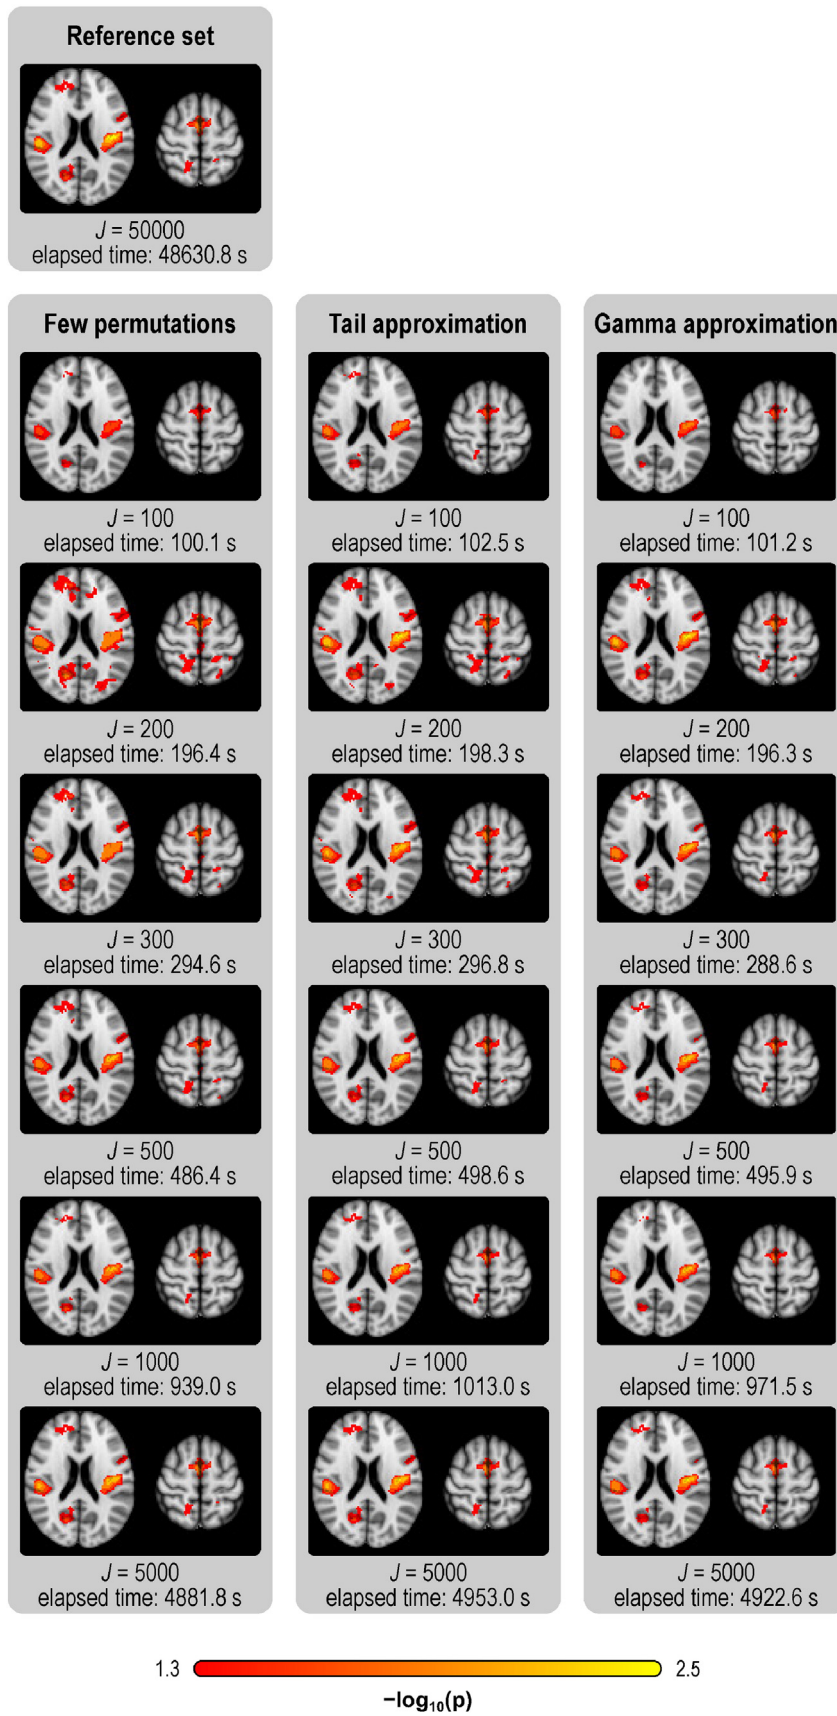 Reference set
J = 50000
elapsed time: 48630.8 s
Few permutations
Tail approximation
Gamma approximation
J = 100
elapsed time: 100.1 s
J = 100
elapsed time: 102.5 s
J = 100
elapsed time: 101.2 s
J = 200
elapsed time: 196.4 s
J = 200
elapsed time: 198.3 s
J = 200
elapsed time: 196.3 s
J = 300
elapsed time: 294.6 s
J = 300
elapsed time: 296.8 s
J = 300
elapsed time: 288.6 s
J = 500
elapsed time: 486.4 s
J = 500
elapsed time: 498.6 s
J = 500
elapsed time: 495.9 s
J = 1000
elapsed time: 939.0 s
J = 1000
elapsed time: 1013.0 s
J = 1000
elapsed time: 971.5 s
J = 5000
elapsed time: 4881.8 s
J = 5000
elapsed time: 4953.0 s
J = 5000
elapsed time: 4922.6 s
1.3 2.5
−log₁₀(p)